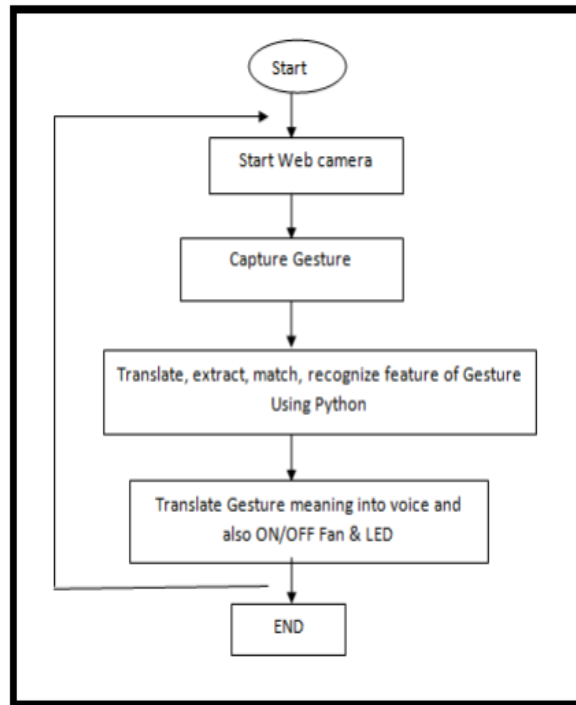 Start
Start Web camera
Capture Gesture
Translate, extract, match, recognize feature of Gesture
Using Python
Translate Gesture meaning into voice and
also ON/OFF Fan & LED
END